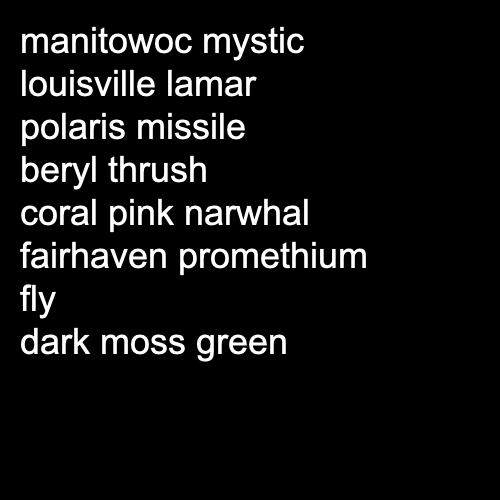 manitowoc mystic
louisville lamar
polaris missile
beryl thrush
coral pink narwhal
fairhaven promethium
fly
dark moss green